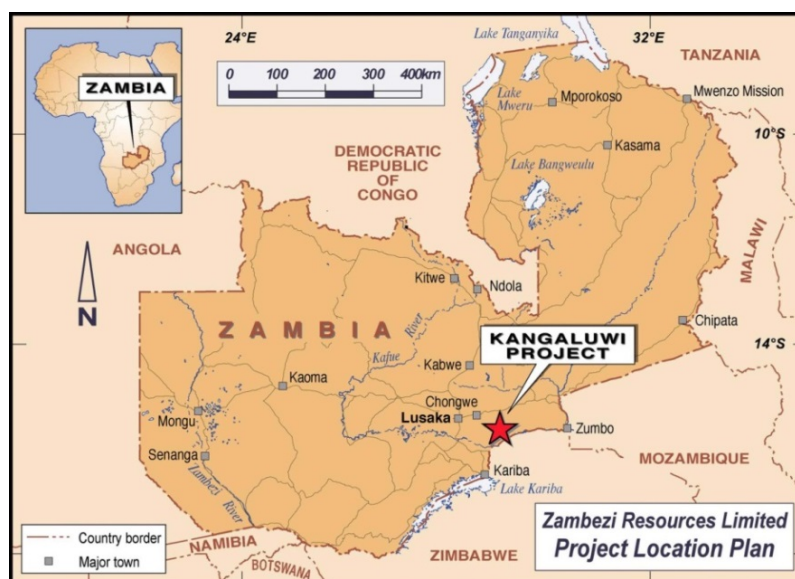 24°E
32°E
Lake Tanganyika
TANZANIA
ZAMBIA
0 100 200 300 400km
Lake
Mweru
Mporokoso
Mwenzo Mission
10°S
DEMOCRATIC
REPUBLIC
OF
CONGO
Kasama
Lake Bangweulu
ANGOLA
MALAWI
N
Kitwe
Ndola
ZAMBIA
River
Kafue
Chipata
14°S
KANGALUWI
PROJECT
Kabwe
Kaoma
Chongwe
Lusaka
Mongu
Zumbo
Senanga
MOZAMBIQUE
Kariba
Lake Kariba
Zambezi
River
Country border
Major town
NAMIBIA
BOTSWANA
ZIMBABWE
Zambezi Resources Limited
Project Location Plan